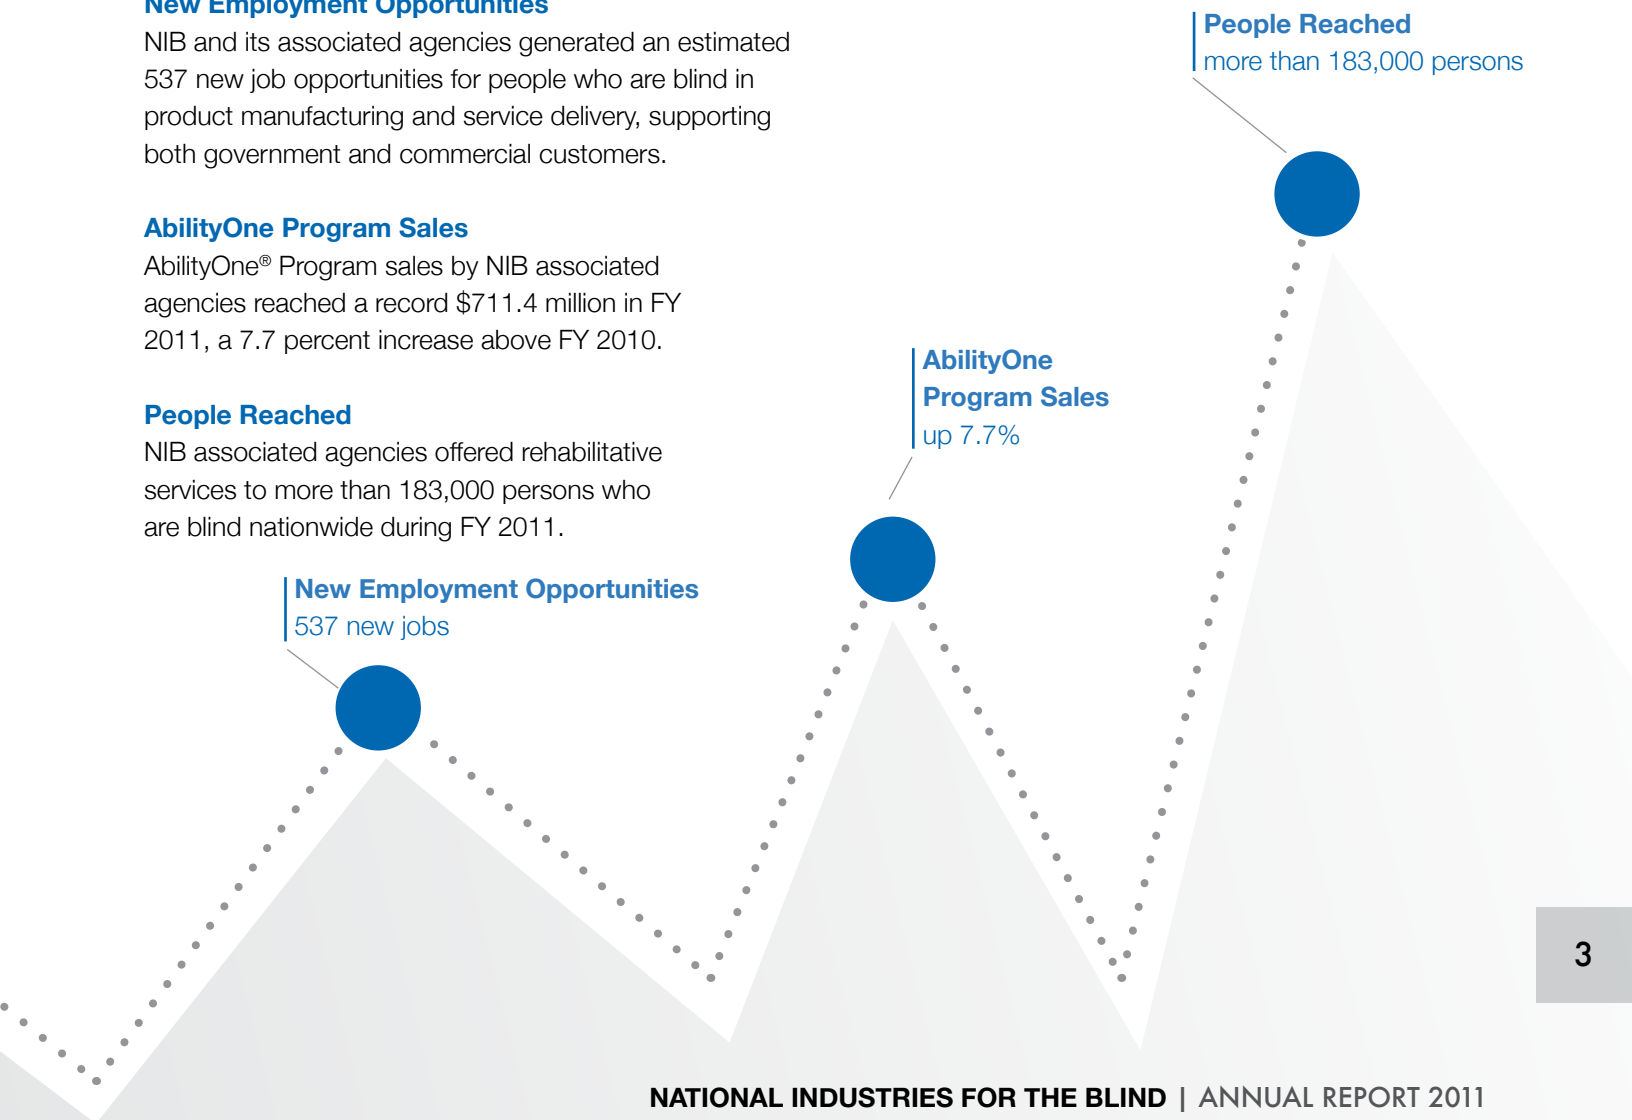 New Employment Opportunities
NIB and its associated agencies generated an estimated
537 new job opportunities for people who are blind in
product manufacturing and service delivery, supporting
both government and commercial customers.
AbilityOne Program Sales
AbilityOne® Program sales by NIB associated
agencies reached a record $711.4 million in FY
2011, a 7.7 percent increase above FY 2010.
People Reached
NIB associated agencies offered rehabilitative
services to more than 183,000 persons who
are blind nationwide during FY 2011.
New Employment Opportunities
537 new jobs
AbilityOne
Program Sales
up 7.7%
People Reached
more than 183,000 persons
3
NATIONAL INDUSTRIES FOR THE BLIND | ANNUAL REPORT 2011